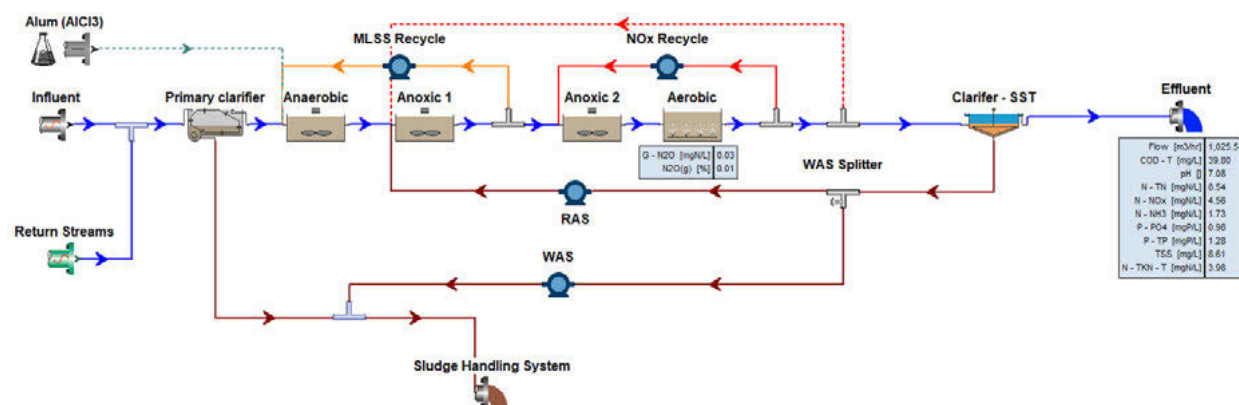 Alum (AlCl3)
MLSS Recycle
NOx Recycle
Influent
Primary clarifier
Anaerobic
Anoxic 1
Anoxic 2
Aerobic
Clarifer - SST
Effluent
G - N2O [mgN/L] 0.03
N2O(g) [%] 0.01
WAS Splitter
Flow [m3/hr] 1,025.5
COD - T [mg/L] 39.80
pH [] 7.08
N - TN [mgN/L] 8.54
N - NOx [mgN/L] 4.56
N - NH3 [mgN/L] 1.73
P - PO4 [mgP/L] 0.98
P - TP [mgP/L] 1.28
TSS [mg/L] 8.61
N - TKN - T [mgN/L] 3.98
RAS
Return Streams
WAS
Sludge Handling System